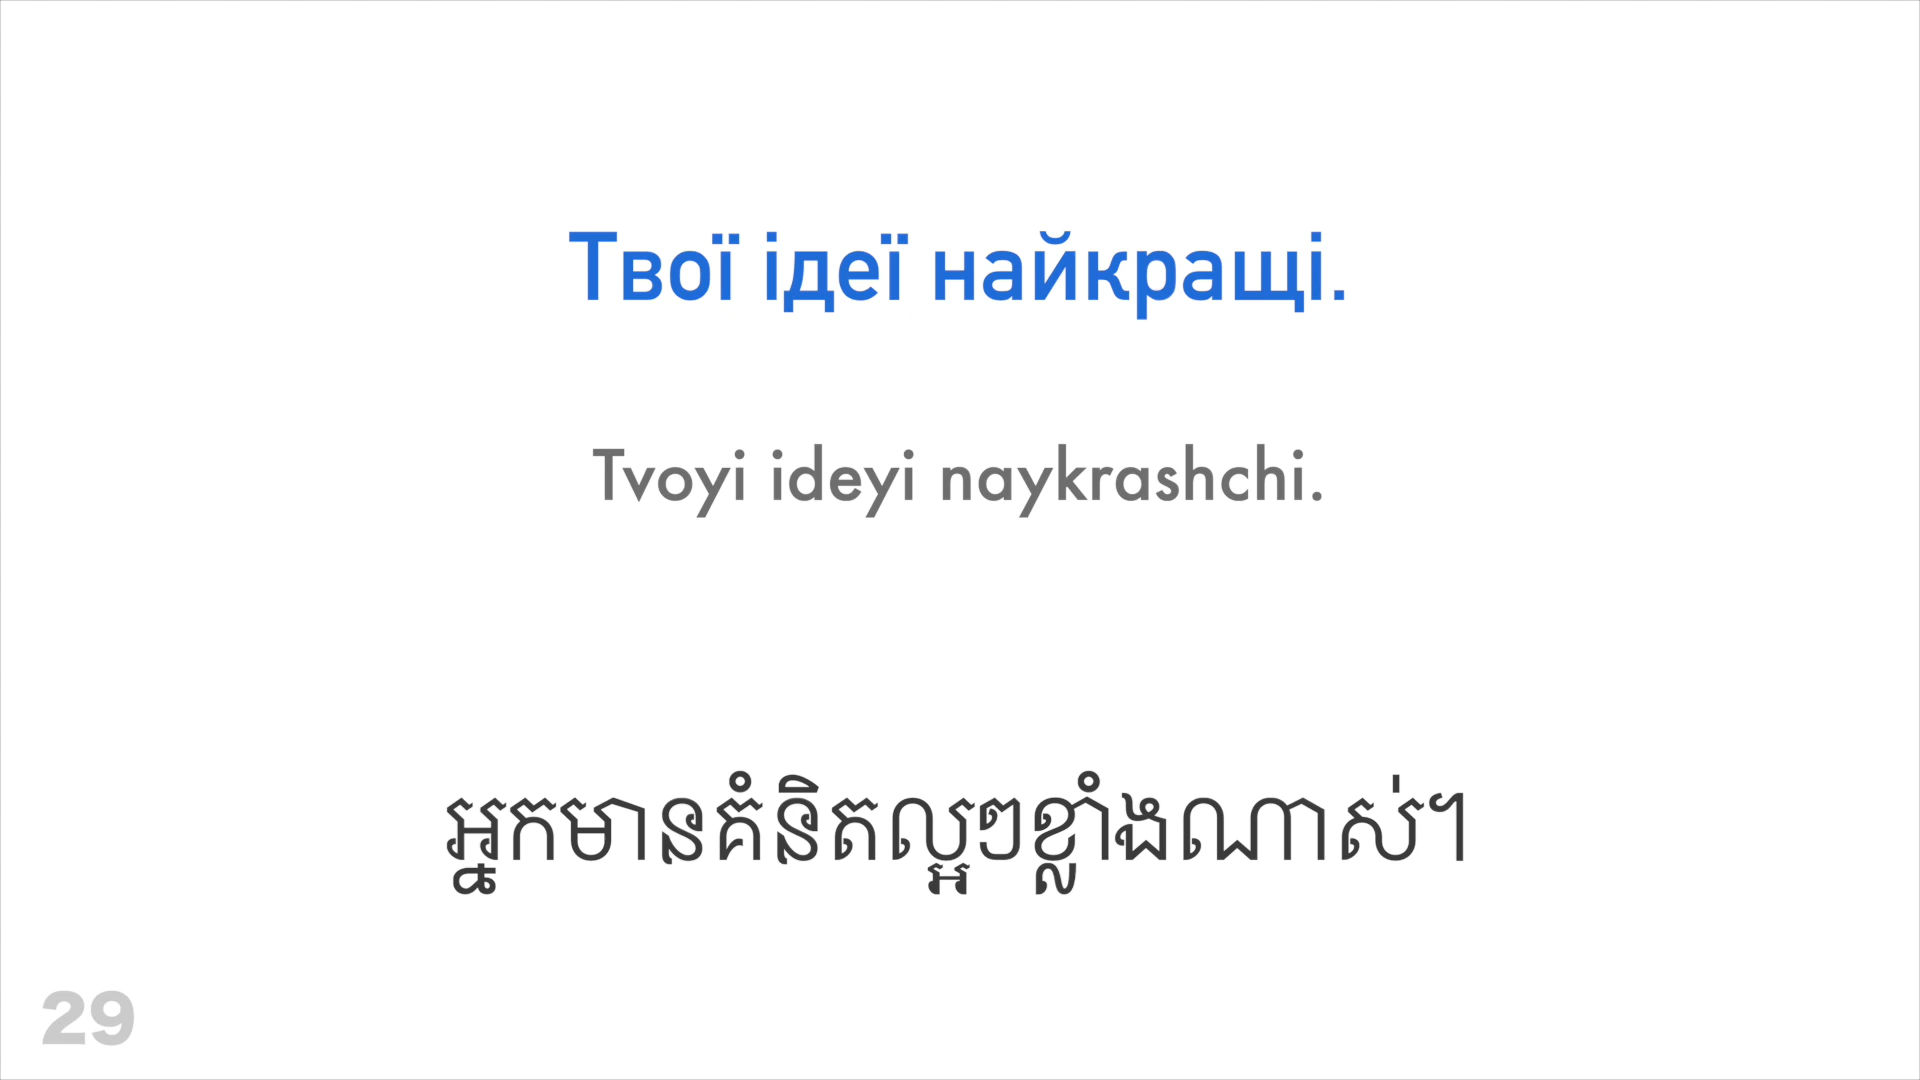 Твої ідеї найкращі.
Tvoyi ideyi naykrashchi.
អ្នកមានគំនិតល្អៗខ្លាំងណាស់។
29